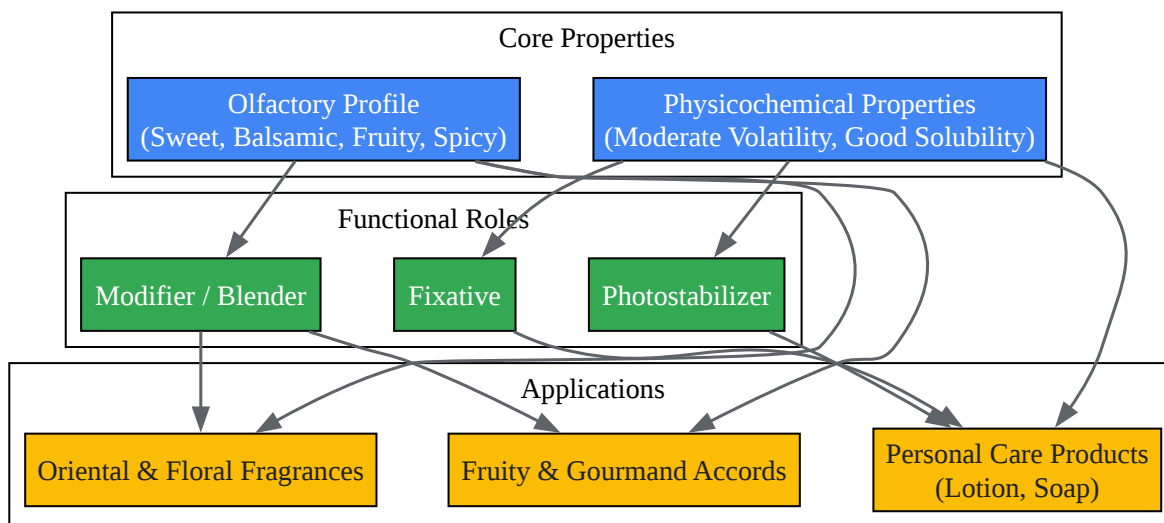 Core Properties
Olfactory Profile
(Sweet, Balsamic, Fruity, Spicy)
Physicochemical Properties
(Moderate Volatility, Good Solubility)
Functional Roles
Modifier / Blender
Fixative
Photostabilizer
Applications
Oriental & Floral Fragrances
Fruity & Gourmand Accords
Personal Care Products
(Lotion, Soap)